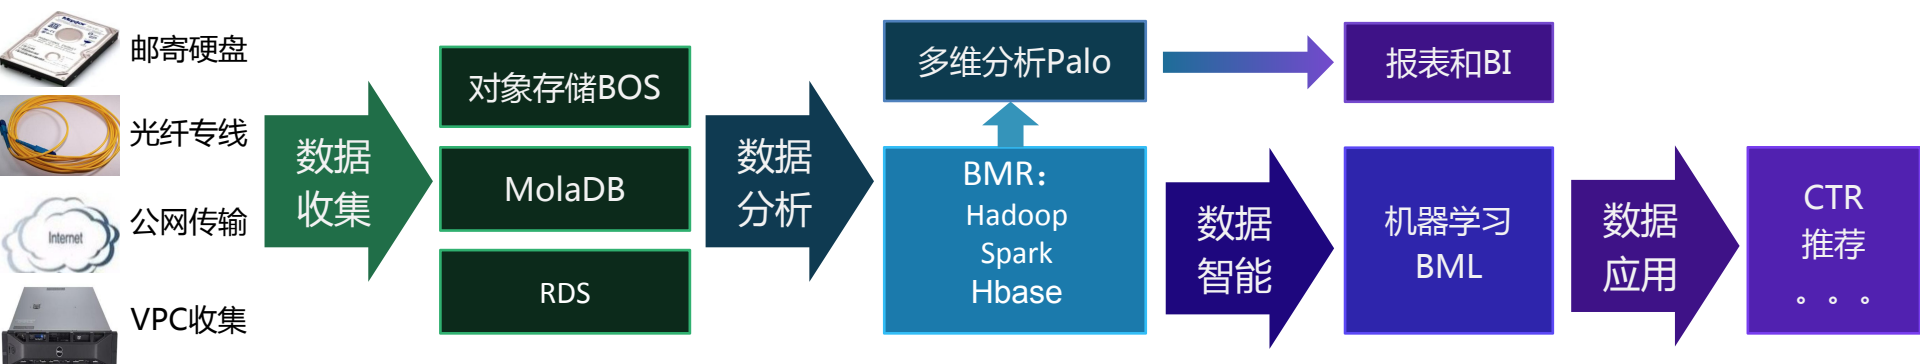 Maxtor
邮寄硬盘
光纤专线
Internet
公网传输
VPC收集
数据
收集
对象存储BOS
MolaDB
RDS
数据
分析
多维分析Palo
BMR：
Hadoop
Spark
Hbase
报表和BI
数据
智能
机器学习
BML
数据
应用
CTR
推荐
。。。